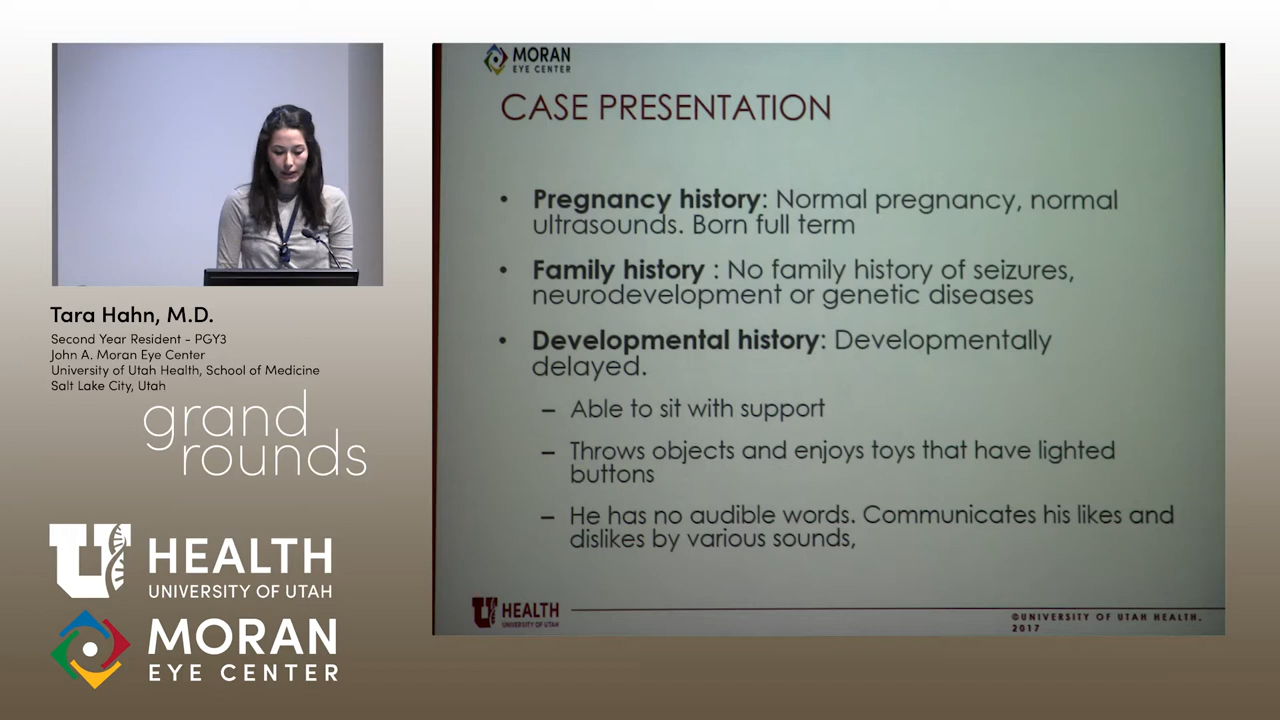 MORAN
EYE CENTER
CASE PRESENTATION
• Pregnancy history: Normal pregnancy, normal
ultrasounds. Born full term
• Family history : No family history of seizures,
neurodevelopment or genetic diseases
• Developmental history: Developmentally
delayed.
– Able to sit with support
– Throws objects and enjoys toys that have lighted
buttons
– He has no audible words. Communicates his likes and
dislikes by various sounds,
U HEALTH
UNIVERSITY OF UTAH
©UNIVERSITY OF UTAH HEALTH,
2017
Tara Hahn, M.D.
Second Year Resident - PGY3
John A. Moran Eye Center
University of Utah Health, School of Medicine
Salt Lake City, Utah
grand
rounds
U HEALTH
UNIVERSITY OF UTAH
MORAN
EYE CENTER